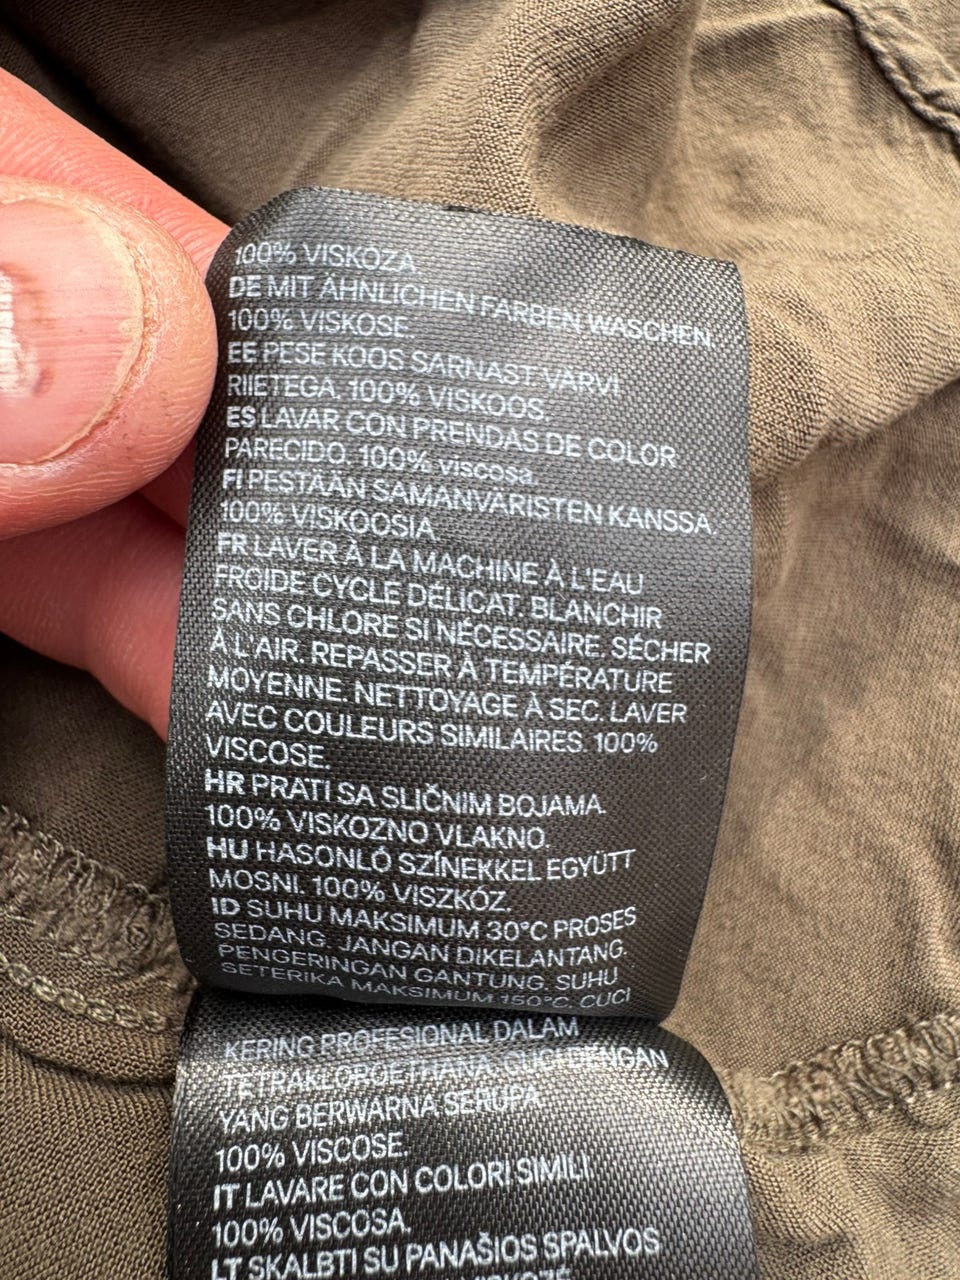 100% VISKOZA
DE MIT ÄHNLICHEN FARBEN WASCHEN.
100% VISKOSE.
EE PESE KOOS SARNAST VÄRVI
RIIETEGA. 100% VISKOOS.
ES LAVAR CON PRENDAS DE COLOR
PARECIDO. 100% viscosa
FI PESTÄÄN SAMANVÄRISTEN KANSSA.
100% VISKOOSIA
FR LAVER À LA MACHINE À L'EAU
FROIDE CYCLE DÉLICAT. BLANCHIR
SANS CHLORE SI NÉCESSAIRE. SÉCHER
À L'AIR. REPASSER À TEMPÉRATURE
MOYENNE. NETTOYAGE À SEC. LAVER
AVEC COULEURS SIMILAIRES. 100%
VISCOSE.
HR PRATI SA SLIČNIM BOJAMA.
100% VISKOZNO VLAKNO.
HU HASONLÓ SZÍNEKKEL EGYÜTT
MOSNI. 100% VISZKÓZ.
ID SUHU MAKSIMUM 30°C PROSES
SEDANG. JANGAN DIKELANTANG.
PENGERINGAN GANTUNG. SUHU
SETERIKA MAKSIMUM 150°C. CUCI
KERING PROFESIONAL DALAM
TETRAKLOROETHANA. CUCI DENGAN
YANG BERWARNA SERUPA.
100% VISCOSE.
IT LAVARE CON COLORI SIMILI
100% VISCOSA.
LT SKALBTI SU PANAŠIOS SPALVOS